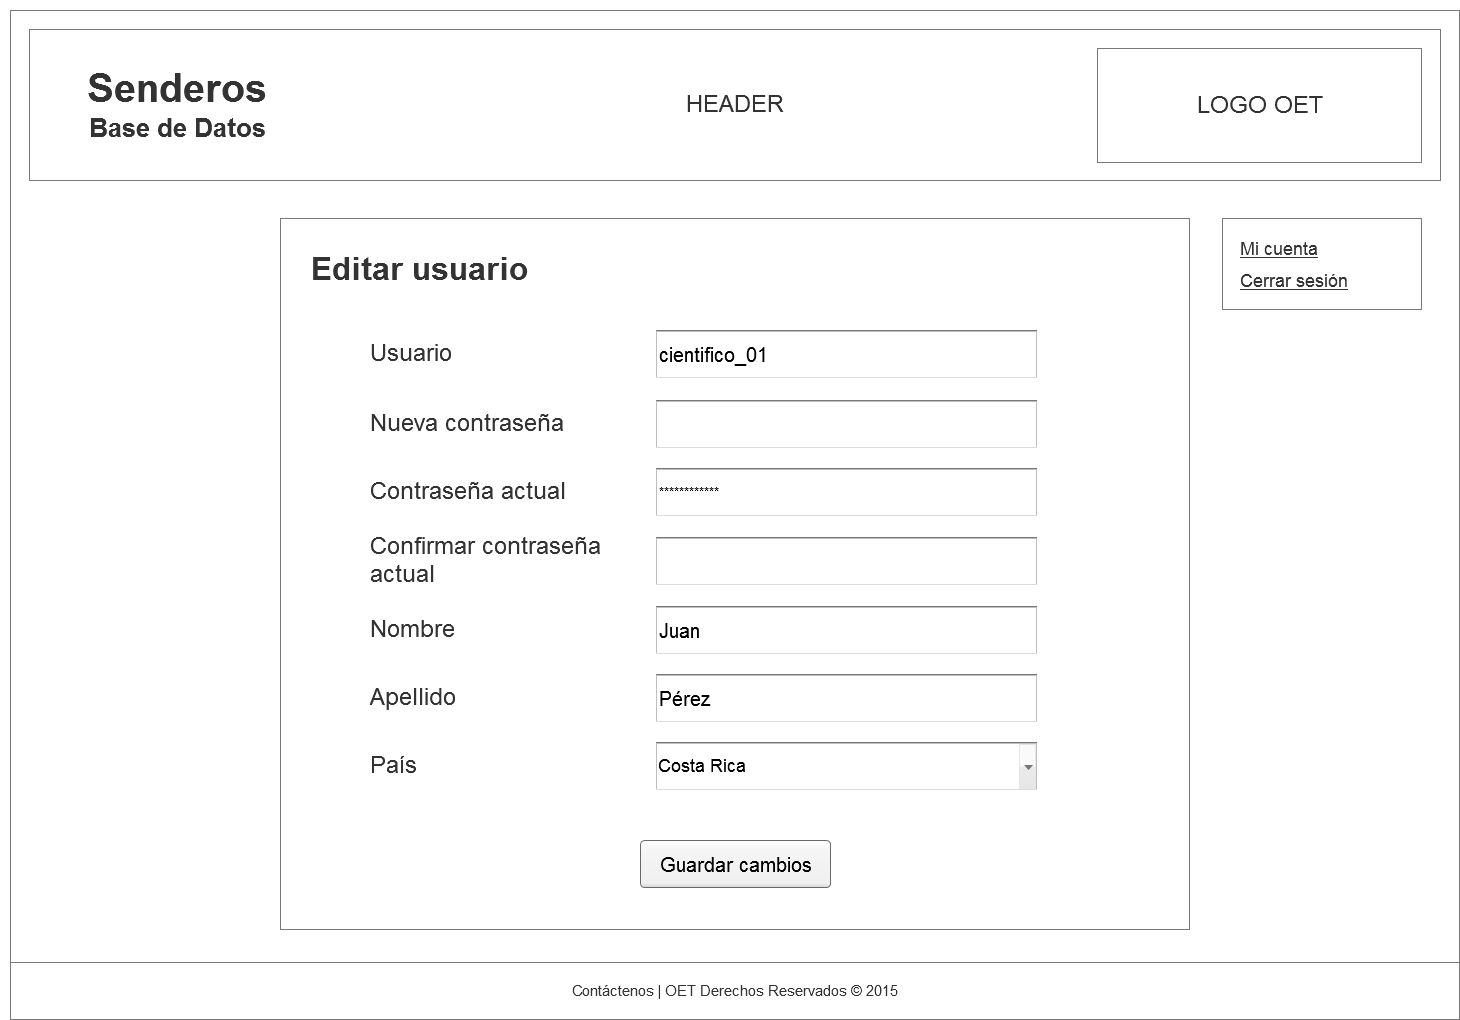 Senderos
Base de Datos
HEADER
LOGO OET
Editar usuario
Mi cuenta
Cerrar sesión
Usuario
cientifico_01
Nueva contraseña
Contraseña actual
************
Confirmar contraseña
actual
Nombre
Juan
Apellido
Pérez
País
Costa Rica
Guardar cambios
Contáctenos | OET Derechos Reservados © 2015